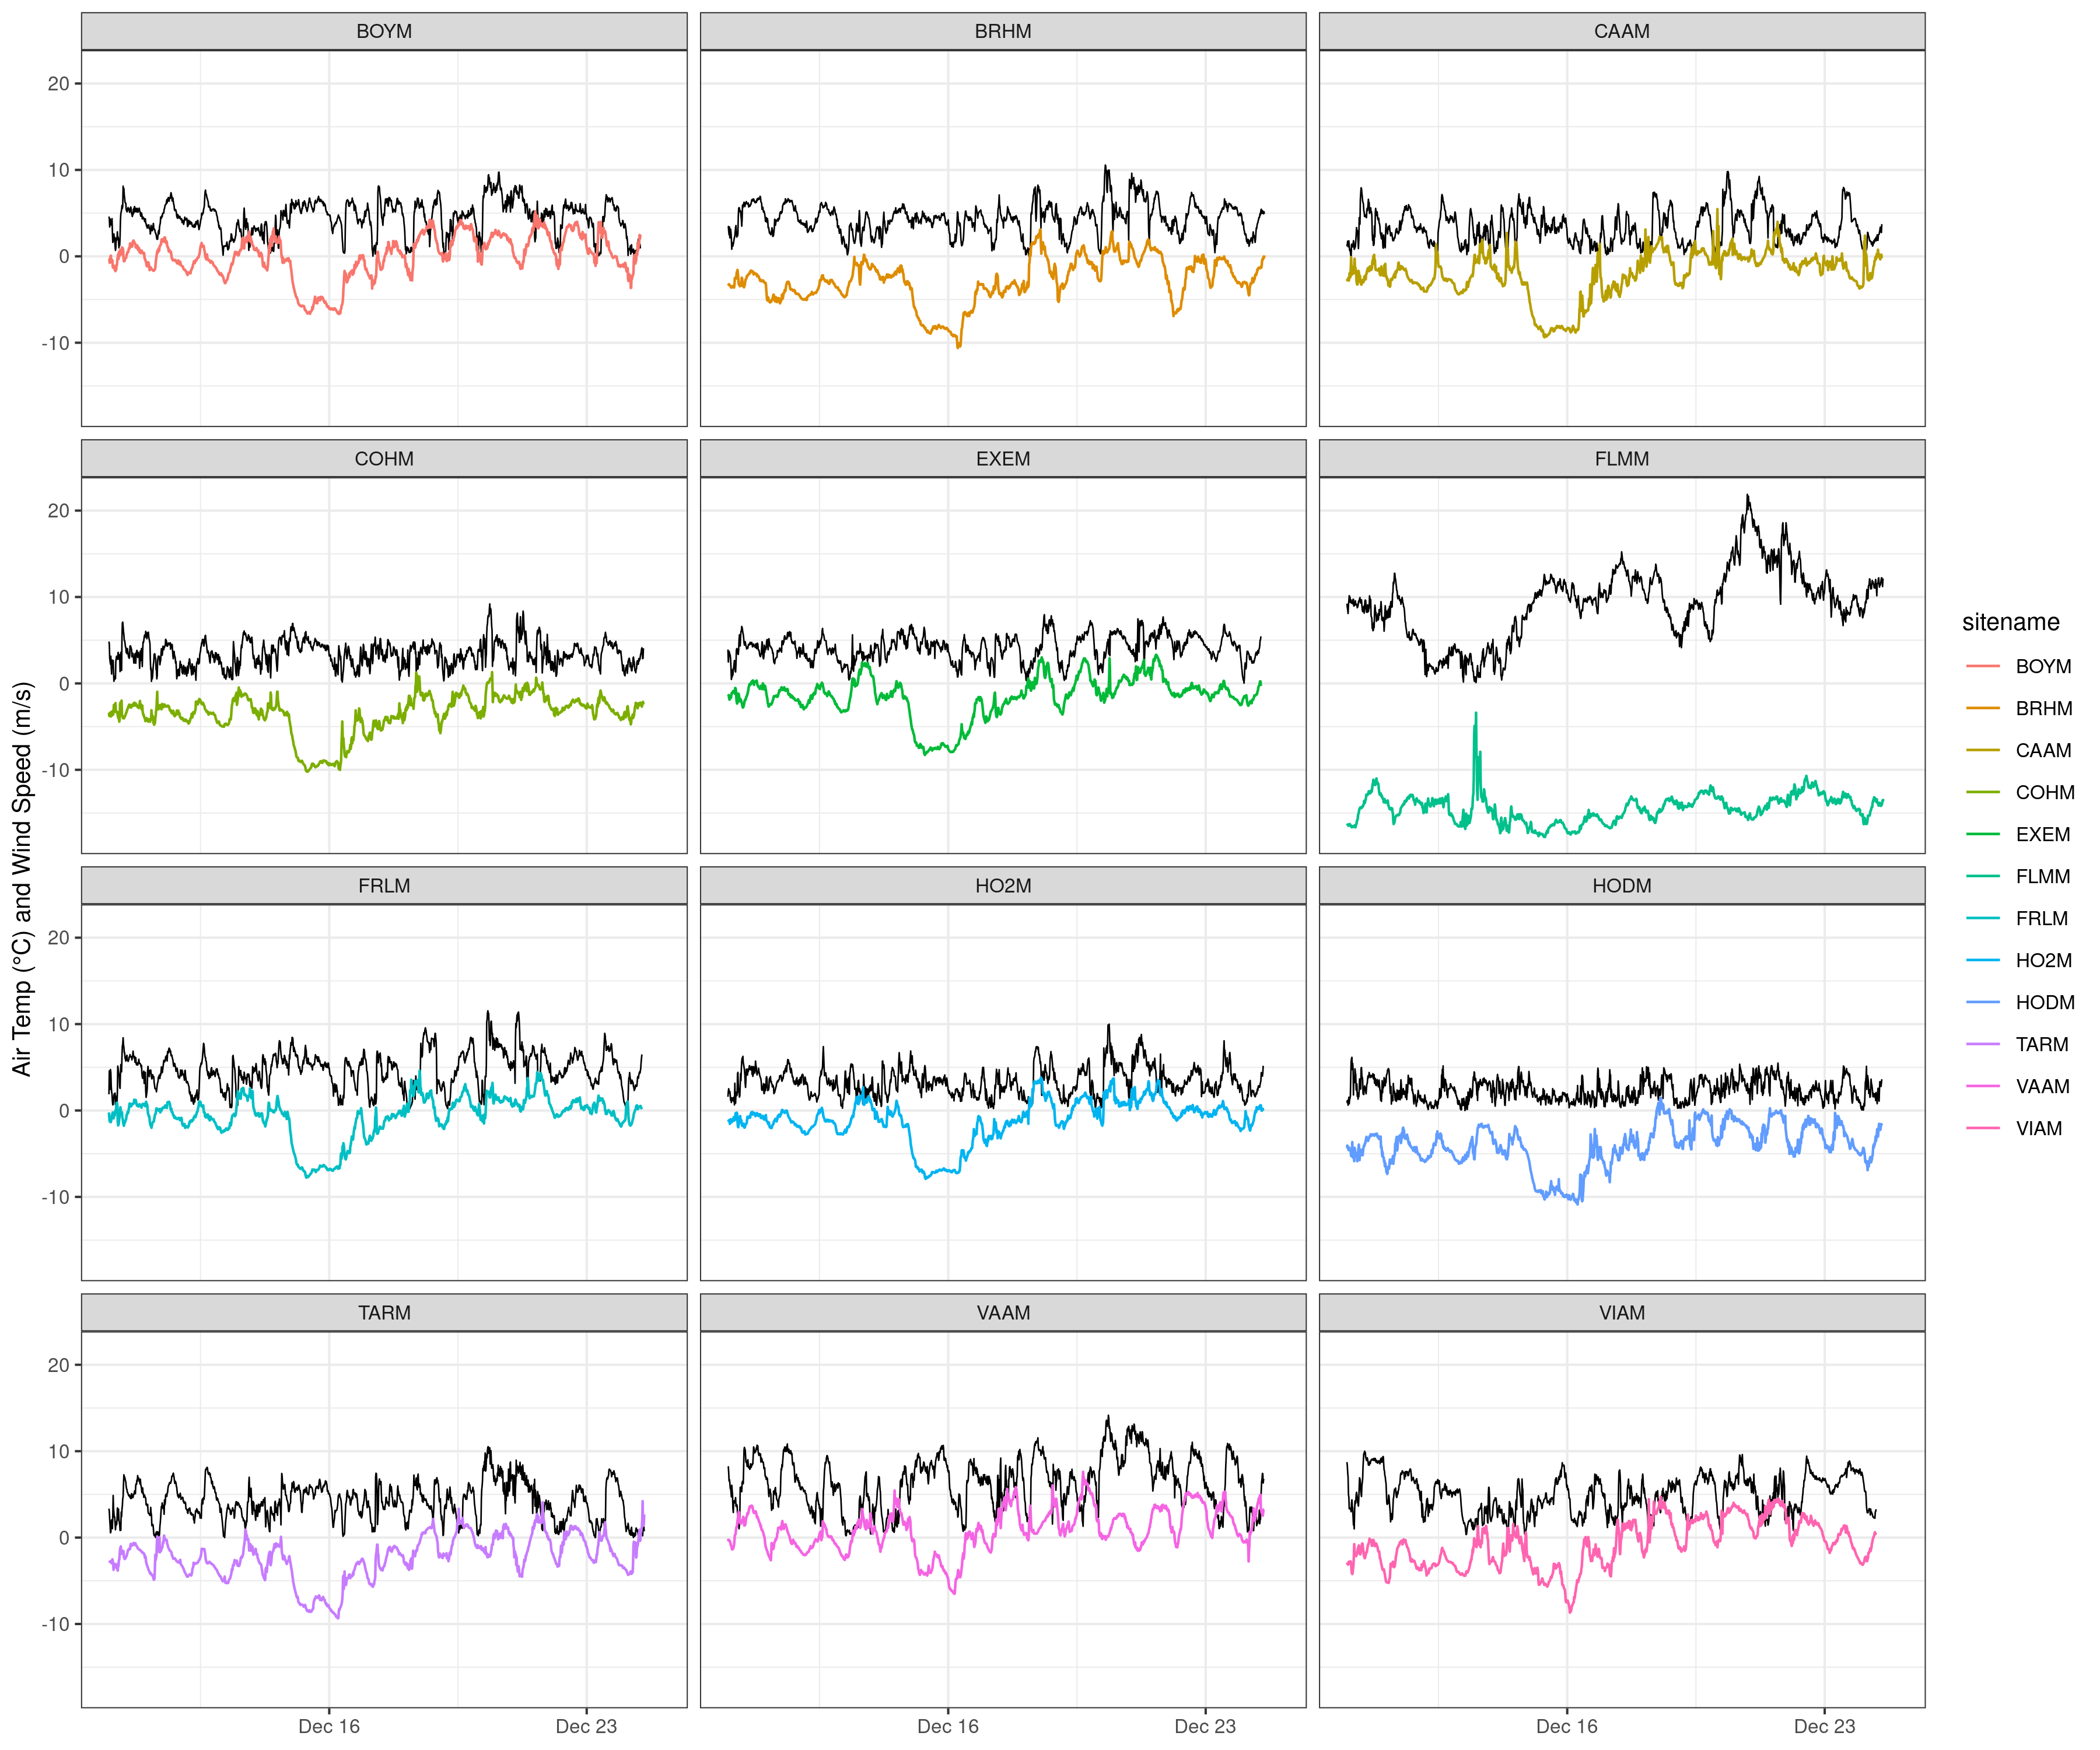 BOYM
BRHM
CAAM
20
10
0
-10
COHM
EXEM
FLMM
20
10
0
-10
FRLM
HO2M
HODM
20
10
0
-10
TARM
VAAM
VIAM
20
10
0
-10
Dec 16
Dec 23
Dec 16
Dec 23
Dec 16
Dec 23
Air Temp (°C) and Wind Speed (m/s)
sitename
BOYM
BRHM
CAAM
COHM
EXEM
FLMM
FRLM
HO2M
HODM
TARM
VAAM
VIAM